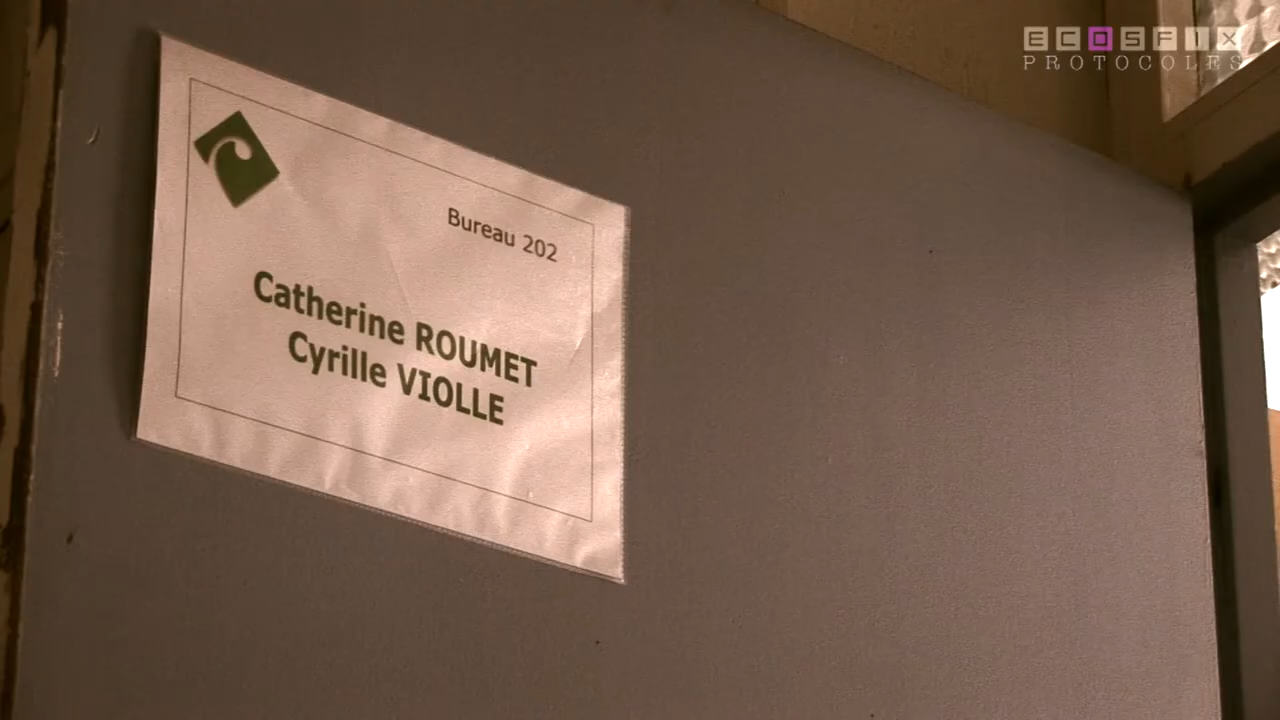 ECOSFIX
PROTOCOLES
Bureau 202
Catherine ROUMET
Cyrille VIOLLE